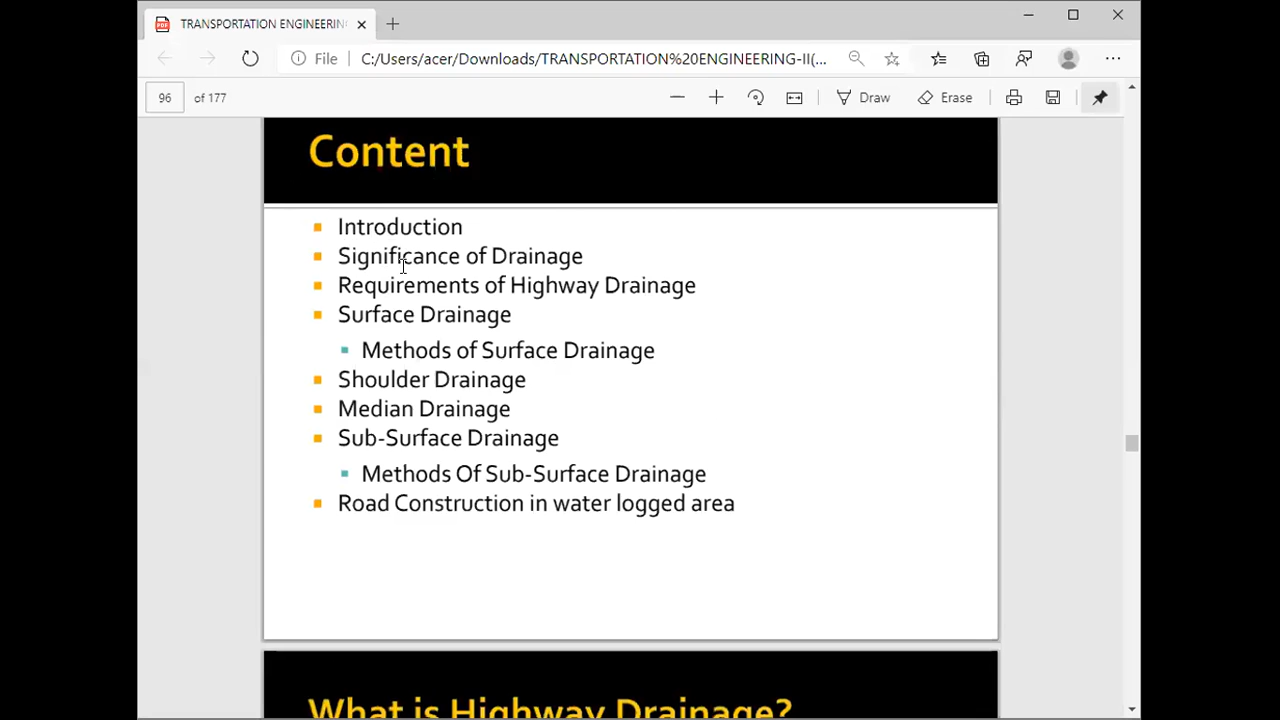 TRANSPORTATION ENGINEERIN
File C:/Users/acer/Downloads/TRANSPORTATION%20ENGINEERING-II(...
96 of 177 Draw Erase
Content
Introduction
Significance of Drainage
Requirements of Highway Drainage
Surface Drainage
Methods of Surface Drainage
Shoulder Drainage
Median Drainage
Sub-Surface Drainage
Methods Of Sub-Surface Drainage
Road Construction in water logged area
What is Highway Drainage?